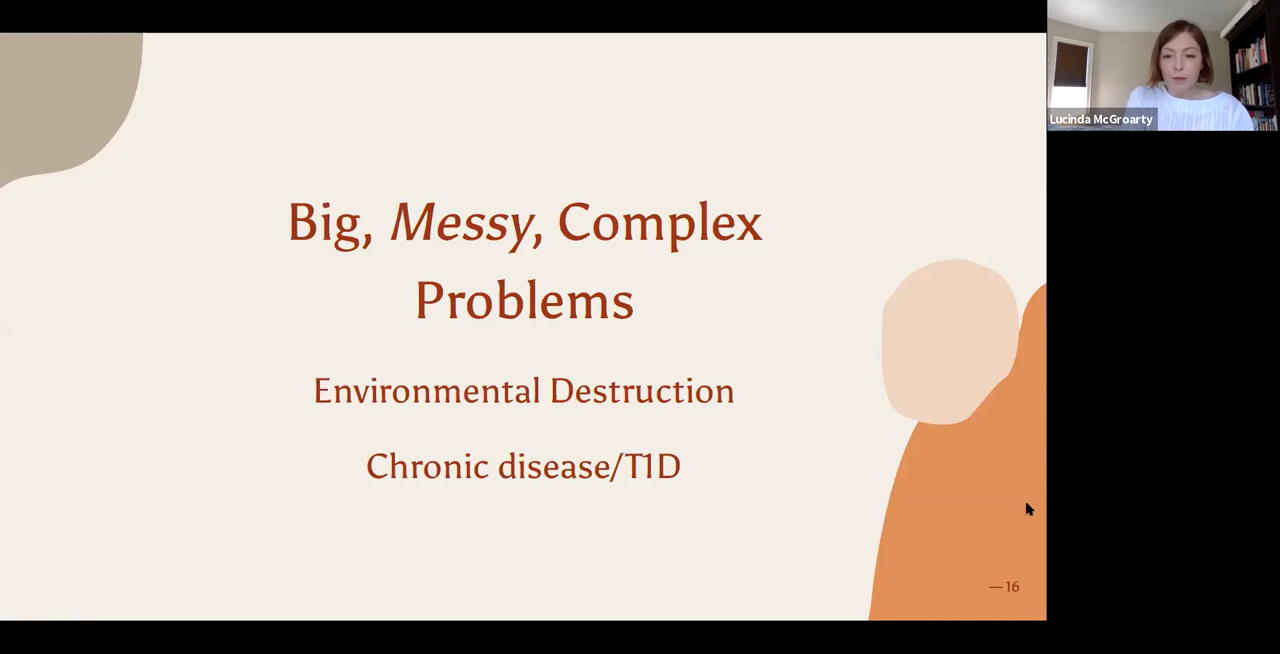 Big, Messy, Complex
Problems
Environmental Destruction
Chronic disease/T1D
— 16
Lucinda McGroarty